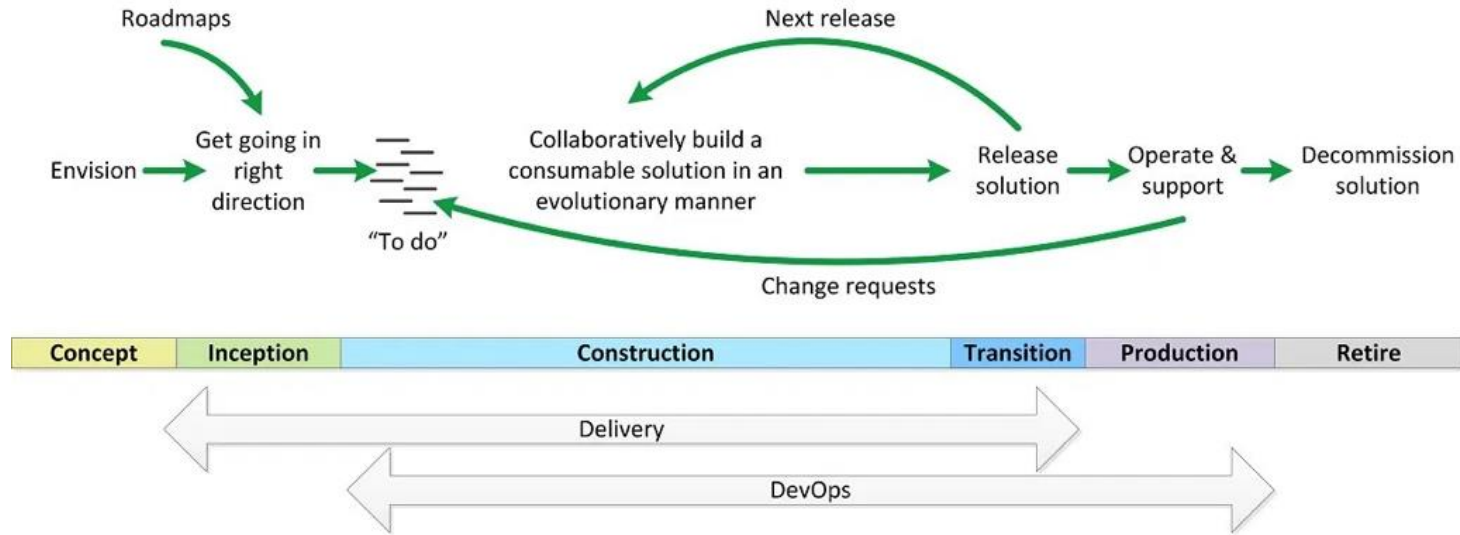 Roadmaps
Next release
Envision
Get going in
right
direction
“To do”
Collaboratively build a
consumable solution in an
evolutionary manner
Release
solution
Operate &
support
Decommission
solution
Change requests
Concept
Inception
Construction
Transition
Production
Retire
Delivery
DevOps